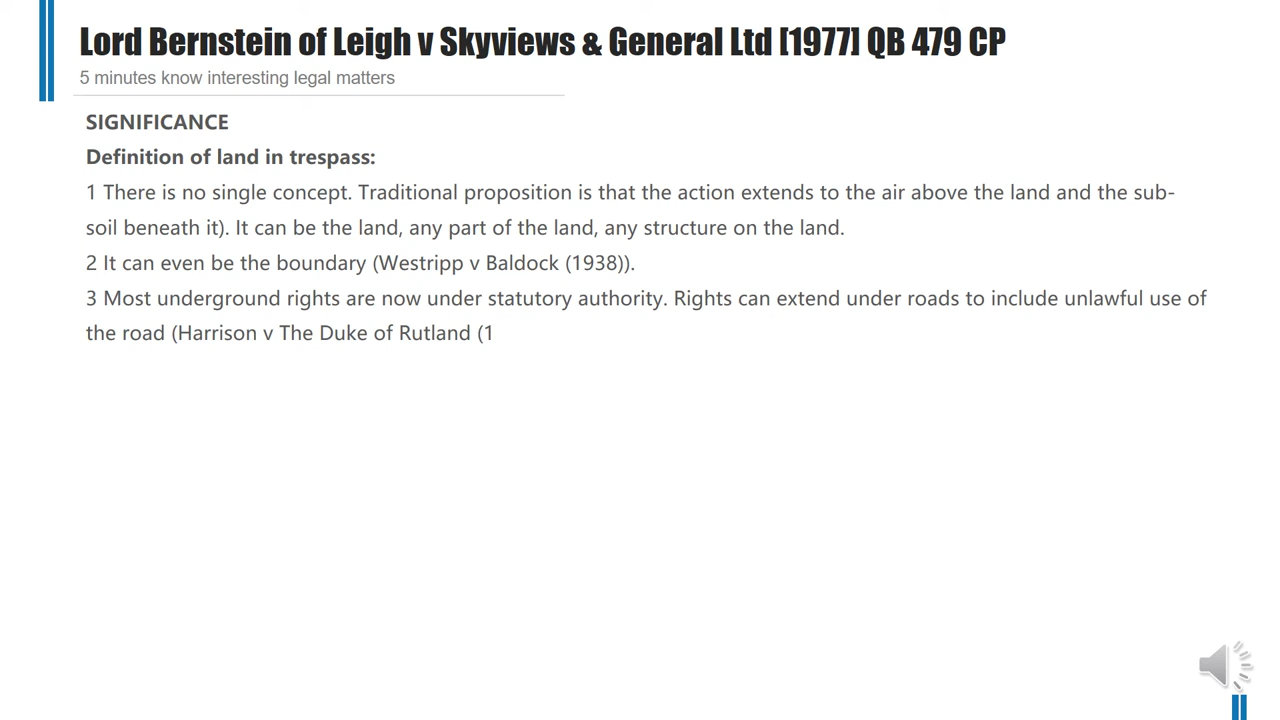 Lord Bernstein of Leigh v Skyviews & General Ltd [1977] QB 479 CP
5 minutes know interesting legal matters
SIGNIFICANCE
Definition of land in trespass:
1 There is no single concept. Traditional proposition is that the action extends to the air above the land and the sub-
soil beneath it). It can be the land, any part of the land, any structure on the land.
2 It can even be the boundary (Westripp v Baldock (1938)).
3 Most underground rights are now under statutory authority. Rights can extend under roads to include unlawful use of
the road (Harrison v The Duke of Rutland (1